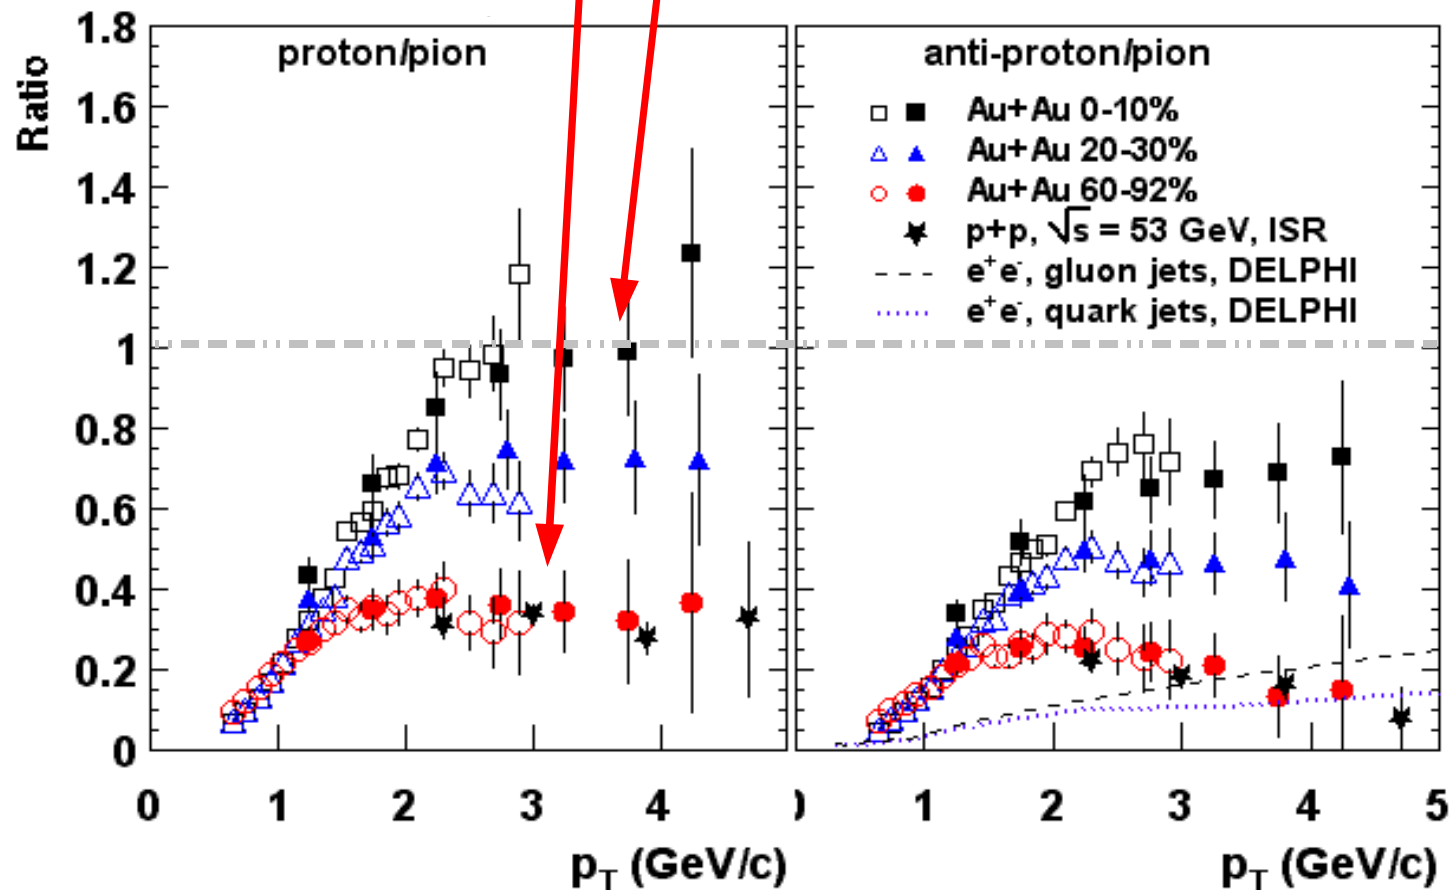 Ratio
1.8
1.6
1.4
1.2
1
0.8
0.6
0.4
0.2
0
proton/pion
0 1 2 3 4
p_T (GeV/c)
anti-proton/pion
Au+Au 0-10%
Au+Au 20-30%
Au+Au 60-92%
p+p, √s = 53 GeV, ISR
e⁺e⁻, gluon jets, DELPHI
e⁺e⁻, quark jets, DELPHI
1 2 3 4 5
p_T (GeV/c)